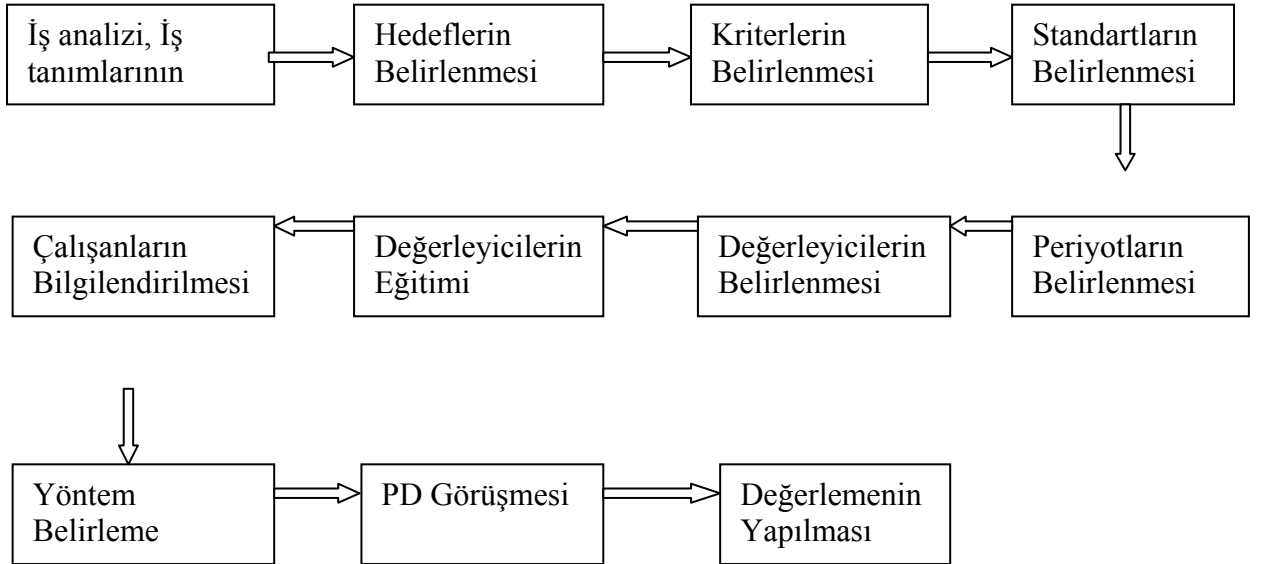 İş analizi, İş
tanımlarının
Hedeflerin
Belirlenmesi
Kriterlerin
Belirlenmesi
Standartların
Belirlenmesi
Periyotların
Belirlenmesi
Değerleyicilerin
Belirlenmesi
Değerleyicilerin
Eğitimi
Çalışanların
Bilgilendirilmesi
Yöntem
Belirleme
PD Görüşmesi
Değerlemenin
Yapılması